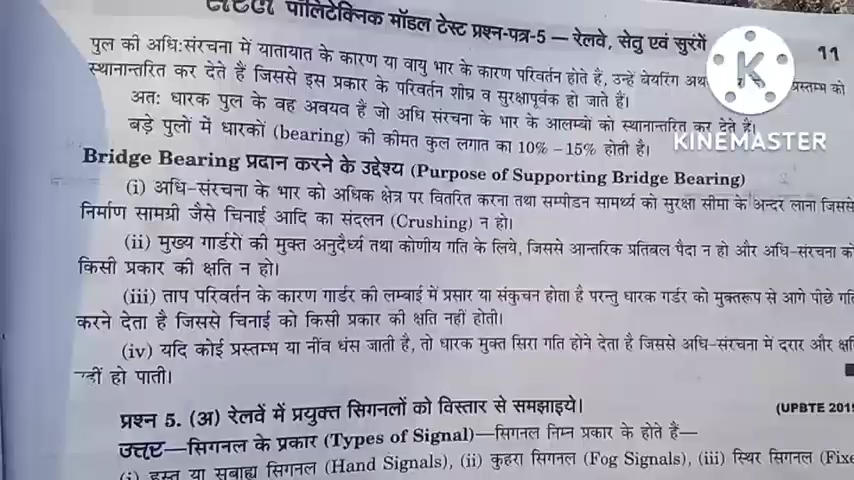 सरल पॉलिटेक्निक मॉडल टेस्ट प्रश्न-पत्र-5 – रेलवे, सेतु एवं सुरंगें
11
पुल की अधि:संरचना में यातायात के कारण या वायु भार के कारण परिवर्तन होते हैं, उन्हें बेयरिंग अथ प्रस्तम्भ को
स्थानान्तरित कर देते हैं जिससे इस प्रकार के परिवर्तन शीघ्र व सुरक्षापूर्वक हो जाते हैं।
अतः धारक पुल के वह अवयव हैं जो अधि संरचना के भार के आलम्बों को स्थानान्तरित कर देते हैं।
बड़े पुलों में धारकों (bearing) की कीमत कुल लगात का 10% –15% होती है।
KINEMASTER
Bridge Bearing प्रदान करने के उद्देश्य (Purpose of Supporting Bridge Bearing)
(i) अधि-संरचना के भार को अधिक क्षेत्र पर वितरित करना तथा सम्पीडन सामर्थ्य को सुरक्षा सीमा के अन्दर लाना जिससे
निर्माण सामग्री जैसे चिनाई आदि का संदलन (Crushing) न हो।
(ii) मुख्य गार्डरों की मुक्त अनुदैर्ध्य तथा कोणीय गति के लिये, जिससे आन्तरिक प्रतिबल पैदा न हो और अधि-संरचना को
किसी प्रकार की क्षति न हो।
(iii) ताप परिवर्तन के कारण गार्डर की लम्बाई में प्रसार या संकुचन होता है परन्तु धारक गर्डर को मुक्तरूप से आगे पीछे गति
करने देता है जिससे चिनाई को किसी प्रकार की क्षति नहीं होती।
(iv) यदि कोई प्रस्तम्भ या नींव धंस जाती है, तो धारक मुक्त सिरा गति होने देता है जिससे अधि-संरचना में दरार और क्षति
नहीं हो पाती।
प्रश्न 5. (अ) रेलवें में प्रयुक्त सिगनलों को विस्तार से समझाइये।
(UPBTE 2019
उत्तर—सिगनल के प्रकार (Types of Signal)—सिगनल निम्न प्रकार के होते हैं—
(i) हस्त या सुबाह्य सिगनल (Hand Signals), (ii) कुहरा सिगनल (Fog Signals), (iii) स्थिर सिगनल (Fixe